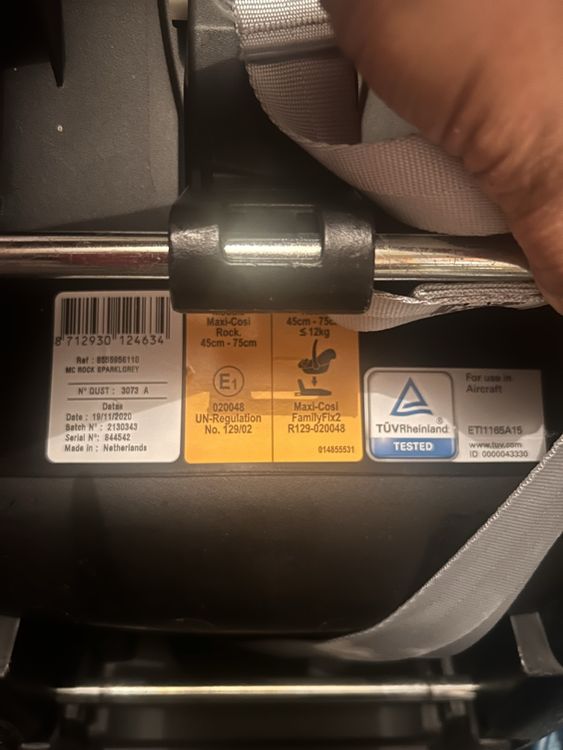 8 712930 124634
Ref : 8555956110
MC ROCK SPARKLGREY
N° OUST : 3073 A
Datas
Date : 19/11/2020
Batch N° : 2130343
Serial N° : 844542
Made in : Netherlands
Maxi-Cosi
Rock,
45cm - 75cm
E1
020048
UN-Regulation
No. 129/02
45cm - 75c
≤ 12kg
Maxi-Cosi
FamilyFix2
R129-020048
014855531
TÜVRheinland®
TESTED
For use in
Aircraft
ETI1165A15
www.tuv.com
ID 0000043330